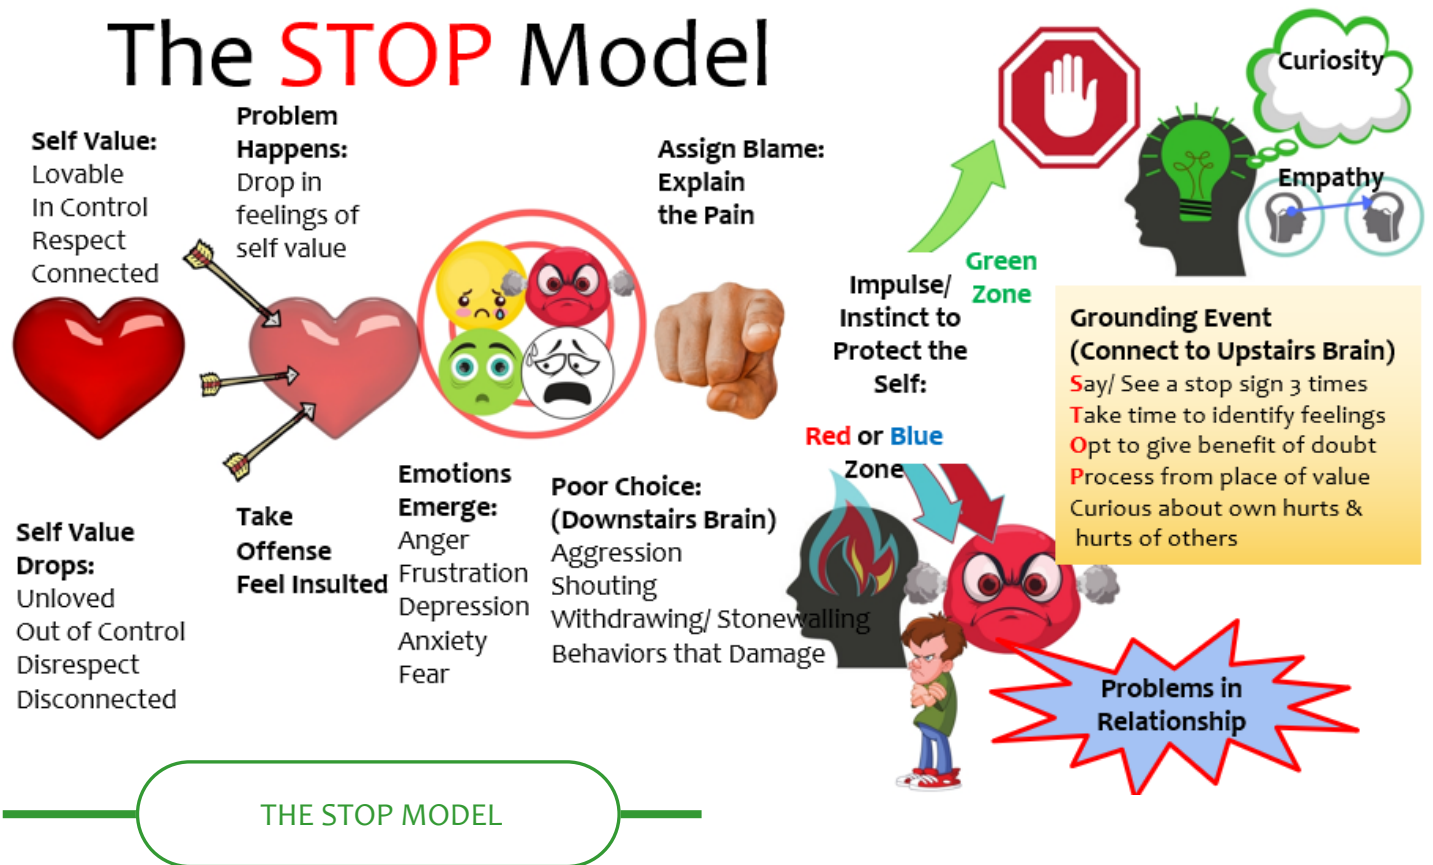 The STOP Model
Self Value:
Lovable
In Control
Respect
Connected
Problem
Happens:
Drop in
feelings of
self value
Assign Blame:
Explain
the Pain
Curiosity
Empathy
Green
Zone
Impulse/
Instinct to
Protect the
Self:
Red or Blue
Zone
Grounding Event
(Connect to Upstairs Brain)
Say/ See a stop sign 3 times
Take time to identify feelings
Opt to give benefit of doubt
Process from place of value
Curious about own hurts &
hurts of others
Self Value
Drops:
Unloved
Out of Control
Disrespect
Disconnected
Take
Offense
Feel Insulted
Emotions
Emerge:
Anger
Frustration
Depression
Anxiety
Fear
Poor Choice:
(Downstairs Brain)
Aggression
Shouting
Withdrawing/ Stonewalling
Behaviors that Damage
Problems in
Relationship
THE STOP MODEL